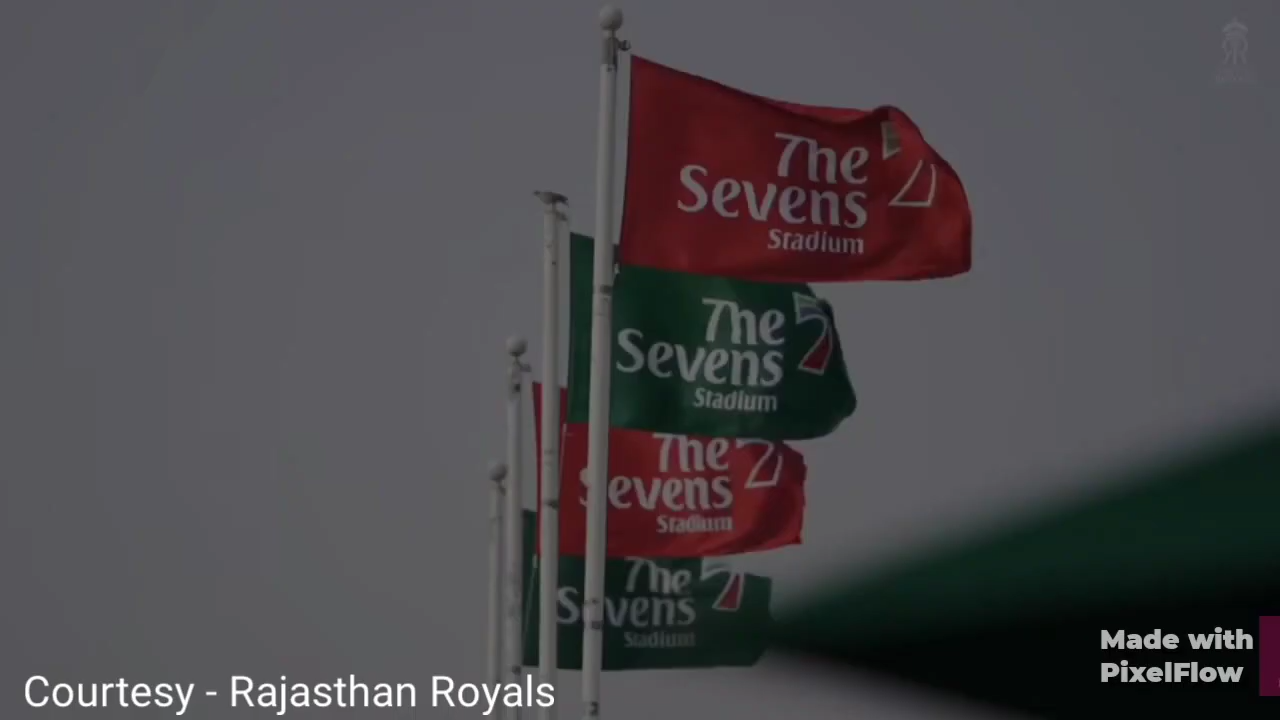 The
Sevens
Stadium
The
Sevens
Stadium
The
Sevens
Stadium
The
Sevens
Stadium
Made with
PixelFlow
Courtesy - Rajasthan Royals